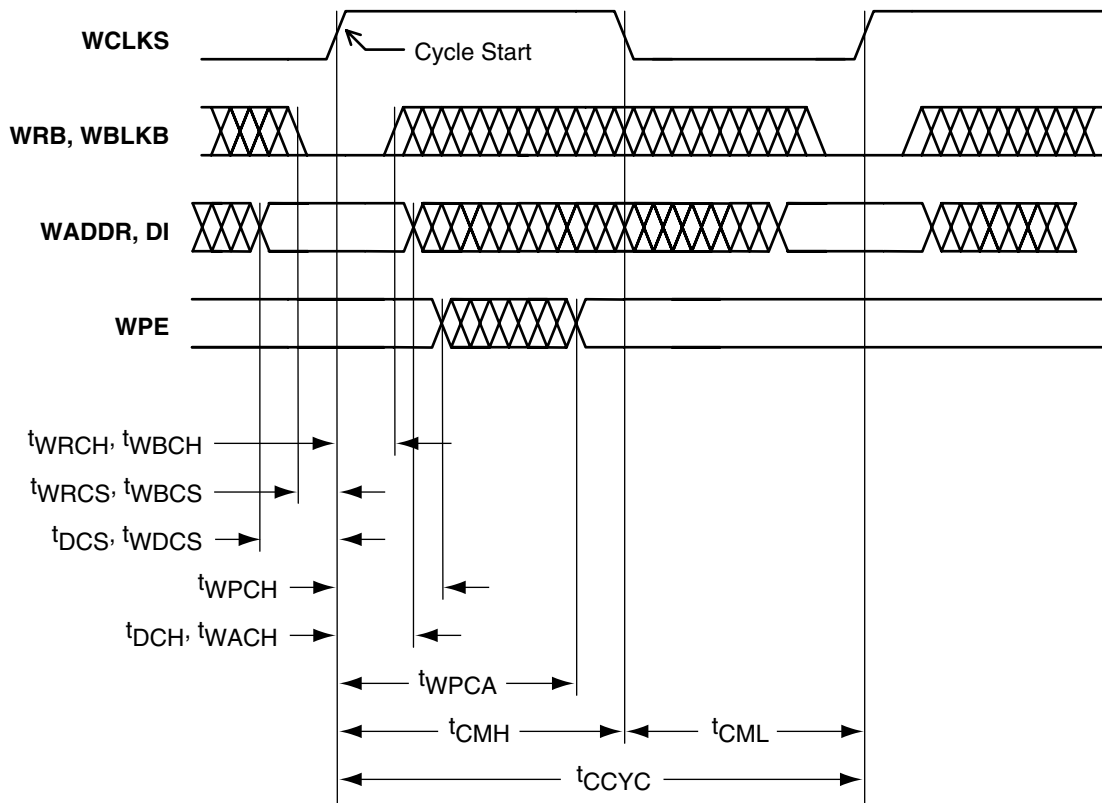 WCLKS
Cycle Start
WRB, WBLKB
WADDR, DI
WPE
tWRCH, tWBCH
tWRCS, tWBCS
tDCS, tWDCS
tWPCH
tDCH, tWACH
tWPCA
tCMH
tCML
tCCYC